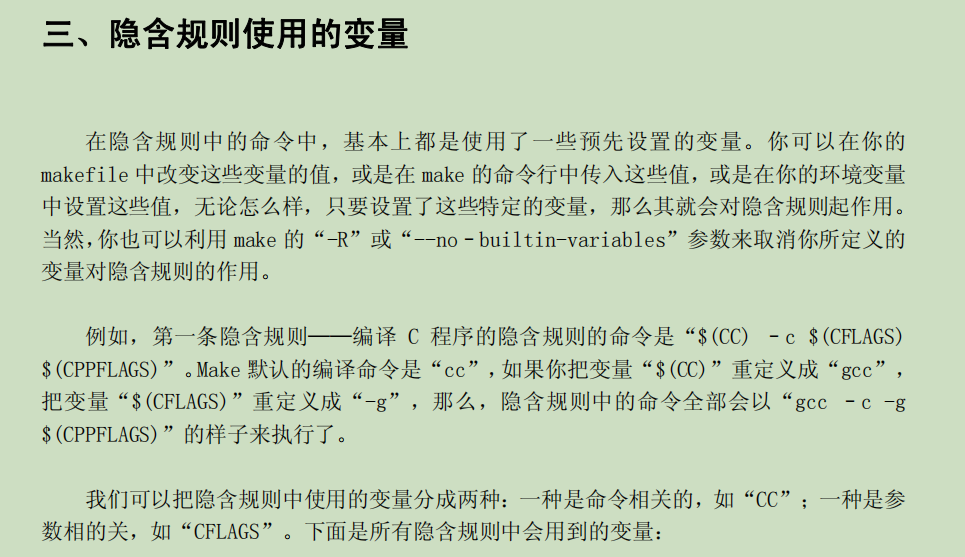 三、隐含规则使用的变量
在隐含规则中的命令中，基本上都是使用了一些预先设置的变量。你可以在你的
makefile 中改变这些变量的值，或是在 make 的命令行中传入这些值，或是在你的环境变量
中设置这些值，无论怎么样，只要设置了这些特定的变量，那么其就会对隐含规则起作用。
当然，你也可以利用 make 的“-R”或“--no–builtin-variables”参数来取消你所定义的
变量对隐含规则的作用。
例如，第一条隐含规则——编译 C 程序的隐含规则的命令是“$(CC) –c $(CFLAGS)
$(CPPFLAGS)”。Make 默认的编译命令是“cc”，如果你把变量“$(CC)”重定义成“gcc”，
把变量“$(CFLAGS)”重定义成“-g”，那么，隐含规则中的命令全部会以“gcc –c -g
$(CPPFLAGS)”的样子来执行了。
我们可以把隐含规则中使用的变量分成两种：一种是命令相关的，如“CC”；一种是参
数相的关，如“CFLAGS”。下面是所有隐含规则中会用到的变量：